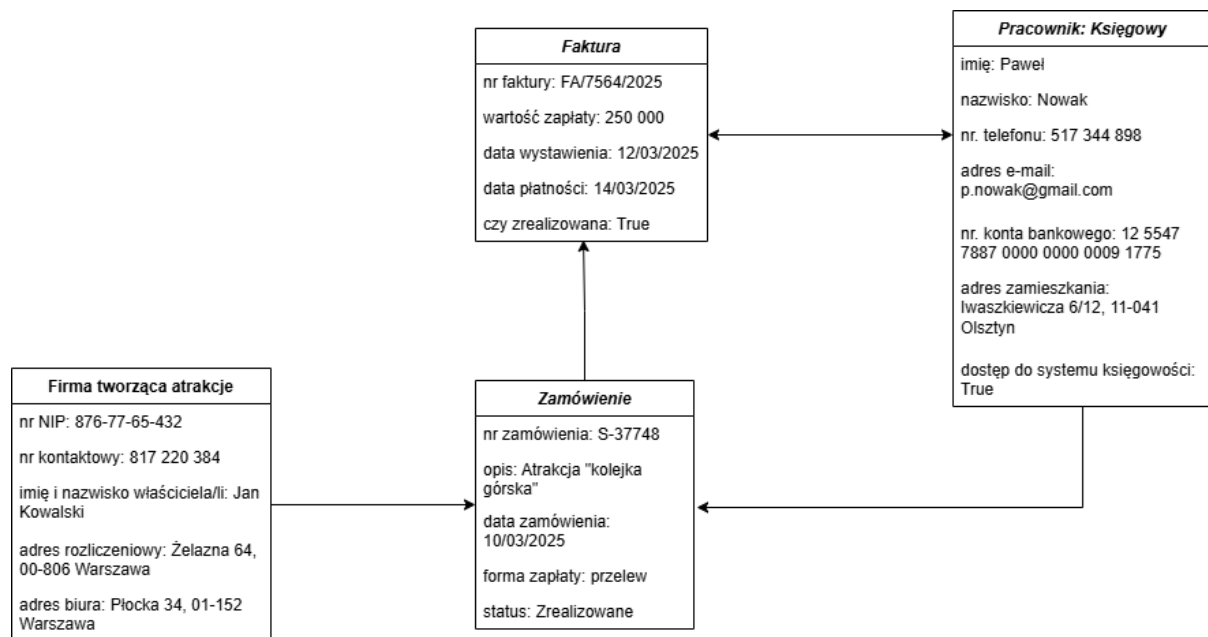 Faktura
nr faktury: FA/7564/2025
wartość zapłaty: 250 000
data wystawienia: 12/03/2025
data płatności: 14/03/2025
czy zrealizowana: True
Pracownik: Księgowy
imię: Paweł
nazwisko: Nowak
nr. telefonu: 517 344 898
adres e-mail:
p.nowak@gmail.com
nr. konta bankowego: 12 5547
7887 0000 0000 0009 1775
adres zamieszkania:
Iwaszkiewicza 6/12, 11-041
Olsztyn
dostęp do systemu księgowości:
True
Firma tworząca atrakcje
nr NIP: 876-77-65-432
nr kontaktowy: 817 220 384
imię i nazwisko właściciela/li: Jan
Kowalski
adres rozliczeniowy: Żelazna 64,
00-806 Warszawa
adres biura: Płocka 34, 01-152
Warszawa
Zamówienie
nr zamówienia: S-37748
opis: Atrakcja "kolejka
górska"
data zamówienia:
10/03/2025
forma zapłaty: przelew
status: Zrealizowane